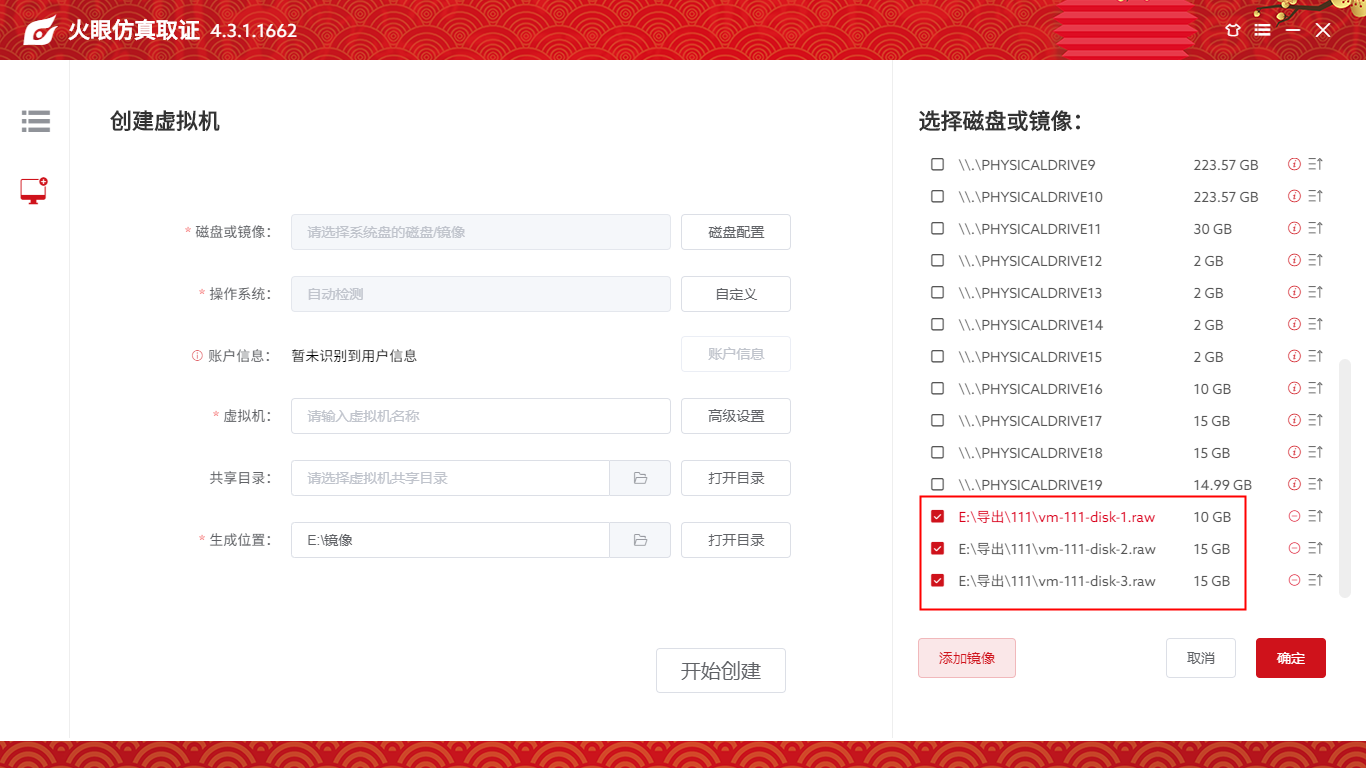 火眼仿真取证 4.3.1.1662
创建虚拟机
* 磁盘或镜像： 请选择系统盘的磁盘/镜像 磁盘配置
* 操作系统： 自动检测 自定义
账户信息： 暂未识别到用户信息 账户信息
* 虚拟机： 请输入虚拟机名称 高级设置
共享目录： 请选择虚拟机共享目录 打开目录
* 生成位置： E:\镜像 打开目录
开始创建
选择磁盘或镜像：
\\.\PHYSICALDRIVE9 223.57 GB
\\.\PHYSICALDRIVE10 223.57 GB
\\.\PHYSICALDRIVE11 30 GB
\\.\PHYSICALDRIVE12 2 GB
\\.\PHYSICALDRIVE13 2 GB
\\.\PHYSICALDRIVE14 2 GB
\\.\PHYSICALDRIVE15 2 GB
\\.\PHYSICALDRIVE16 10 GB
\\.\PHYSICALDRIVE17 15 GB
\\.\PHYSICALDRIVE18 15 GB
\\.\PHYSICALDRIVE19 14.99 GB
E:\导出\111\vm-111-disk-1.raw 10 GB
E:\导出\111\vm-111-disk-2.raw 15 GB
E:\导出\111\vm-111-disk-3.raw 15 GB
添加镜像 取消 确定